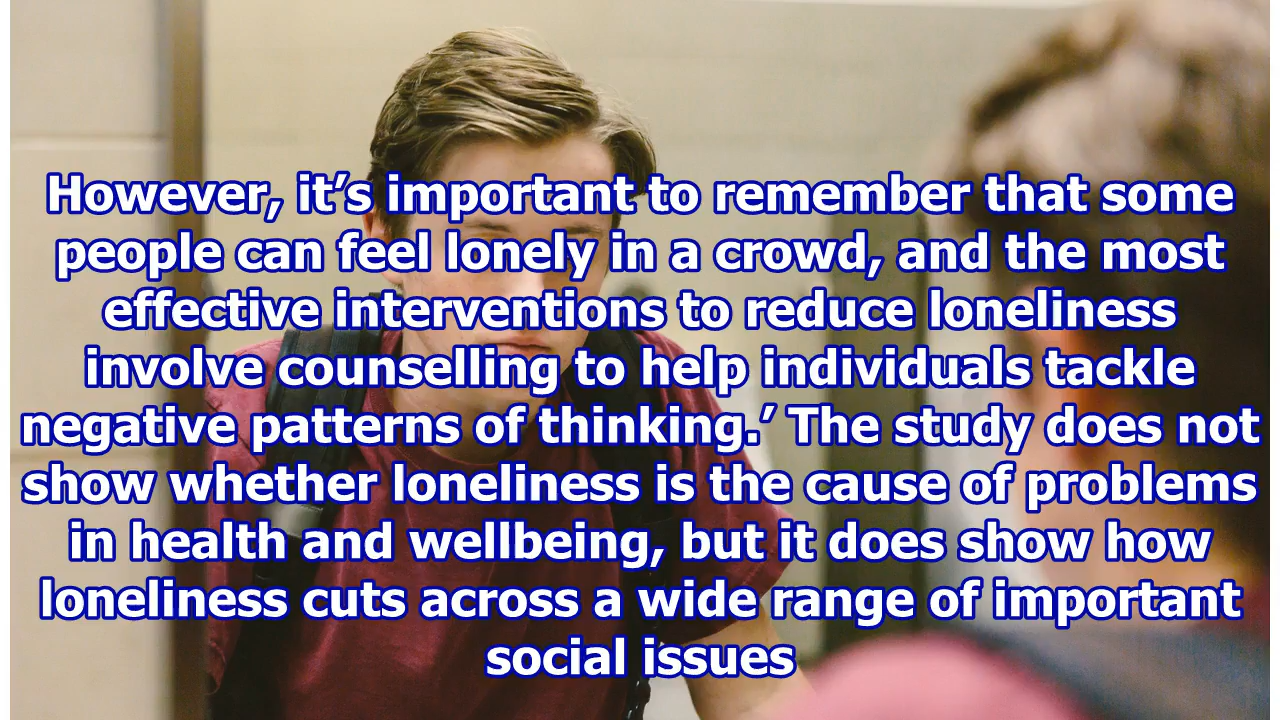 However, it’s important to remember that some
people can feel lonely in a crowd, and the most
effective interventions to reduce loneliness
involve counselling to help individuals tackle
negative patterns of thinking.’ The study does not
show whether loneliness is the cause of problems
in health and wellbeing, but it does show how
loneliness cuts across a wide range of important
social issues